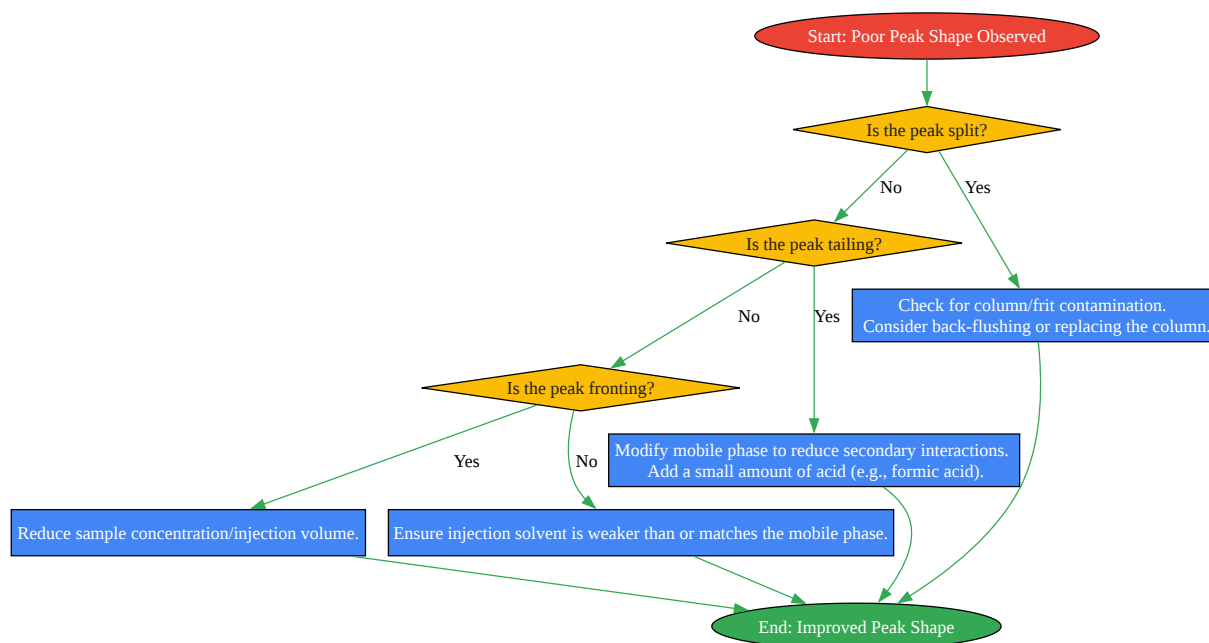 Start: Poor Peak Shape Observed
Is the peak split?
No
Yes
Is the peak tailing?
Check for column/frit contamination.
Consider back-flushing or replacing the column.
No
Yes
Is the peak fronting?
Modify mobile phase to reduce secondary interactions.
Add a small amount of acid (e.g., formic acid).
Yes
No
Reduce sample concentration/injection volume.
Ensure injection solvent is weaker than or matches the mobile phase.
End: Improved Peak Shape